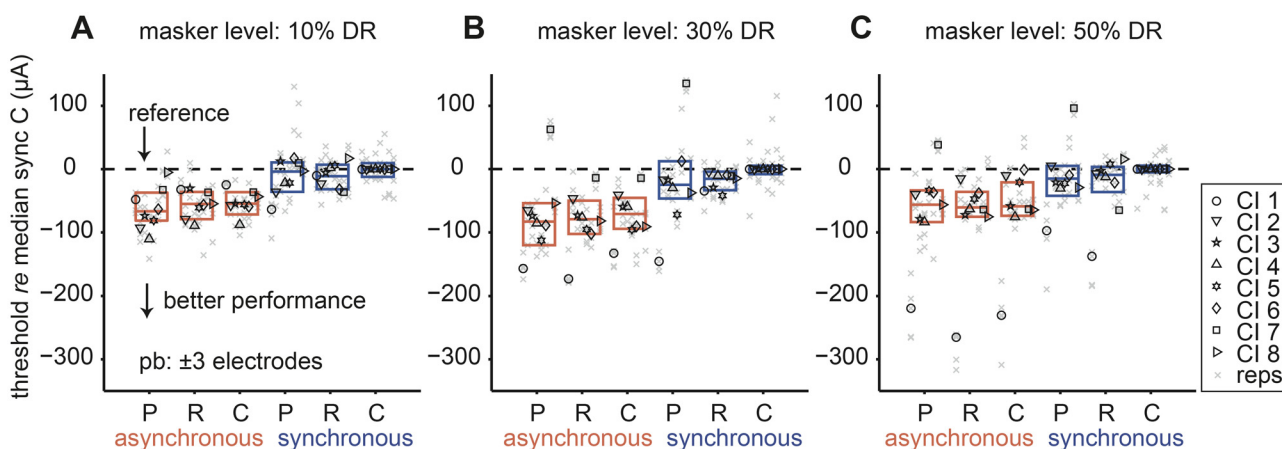 A masker level: 10% DR
B masker level: 30% DR
C masker level: 50% DR
threshold re median sync C (μA)
100
0
−100
−200
−300
reference
better performance
pb: ±3 electrodes
P R C P R C
asynchronous synchronous
100
0
−100
−200
−300
P R C P R C
asynchronous synchronous
100
0
−100
−200
−300
P R C P R C
asynchronous synchronous
CI 1
CI 2
CI 3
CI 4
CI 5
CI 6
CI 7
CI 8
reps